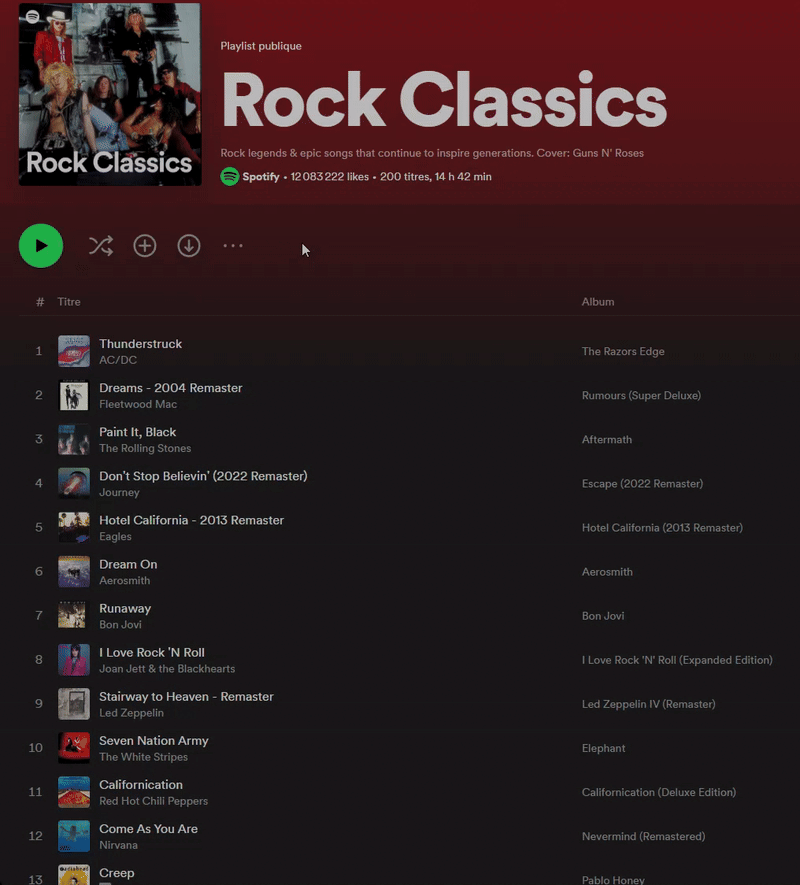 Rock Classics
Playlist publique
Rock Classics
Rock legends & epic songs that continue to inspire generations. Cover: Guns N' Roses
Spotify • 12 083 222 likes • 200 titres, 14 h 42 min
# Titre Album
1 Thunderstruck
AC/DC
The Razors Edge
2 Dreams - 2004 Remaster
Fleetwood Mac
Rumours (Super Deluxe)
3 Paint It, Black
The Rolling Stones
Aftermath
4 Don't Stop Believin' (2022 Remaster)
Journey
Escape (2022 Remaster)
5 Hotel California - 2013 Remaster
Eagles
Hotel California (2013 Remaster)
6 Dream On
Aerosmith
Aerosmith
7 Runaway
Bon Jovi
Bon Jovi
8 I Love Rock 'N Roll
Joan Jett & the Blackhearts
I Love Rock 'N' Roll (Expanded Edition)
9 Stairway to Heaven - Remaster
Led Zeppelin
Led Zeppelin IV (Remaster)
10 Seven Nation Army
The White Stripes
Elephant
11 Californication
Red Hot Chili Peppers
Californication (Deluxe Edition)
12 Come As You Are
Nirvana
Nevermind (Remastered)
13 Creep
Pablo Honey